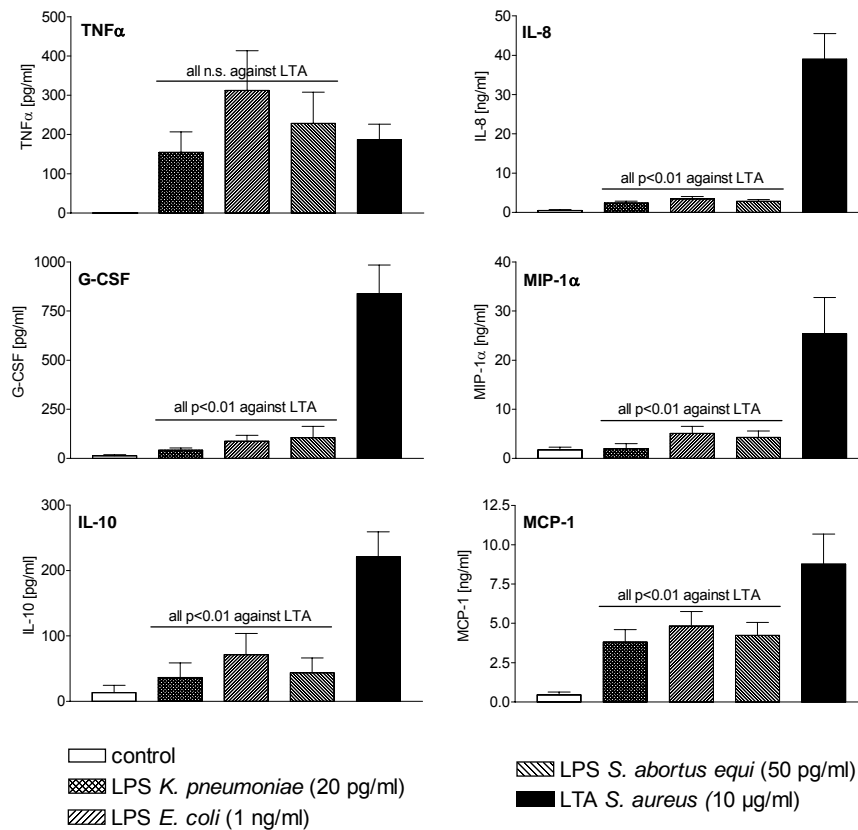 TNFα
TNFα [pg/ml]
500
400
300
200
100
0
all n.s. against LTA
IL-8
IL-8 [ng/ml]
50
40
30
20
10
0
all p<0.01 against LTA
G-CSF
G-CSF [pg/ml]
1000
750
500
250
0
all p<0.01 against LTA
MIP-1α
MIP-1α [ng/ml]
40
30
20
10
0
all p<0.01 against LTA
IL-10
IL-10 [pg/ml]
300
200
100
0
all p<0.01 against LTA
MCP-1
MCP-1 [ng/ml]
12.5
10.0
7.5
5.0
2.5
0.0
all p<0.01 against LTA
control
LPS K. pneumoniae (20 pg/ml)
LPS E. coli (1 ng/ml)
LPS S. abortus equi (50 pg/ml)
LTA S. aureus (10 µg/ml)